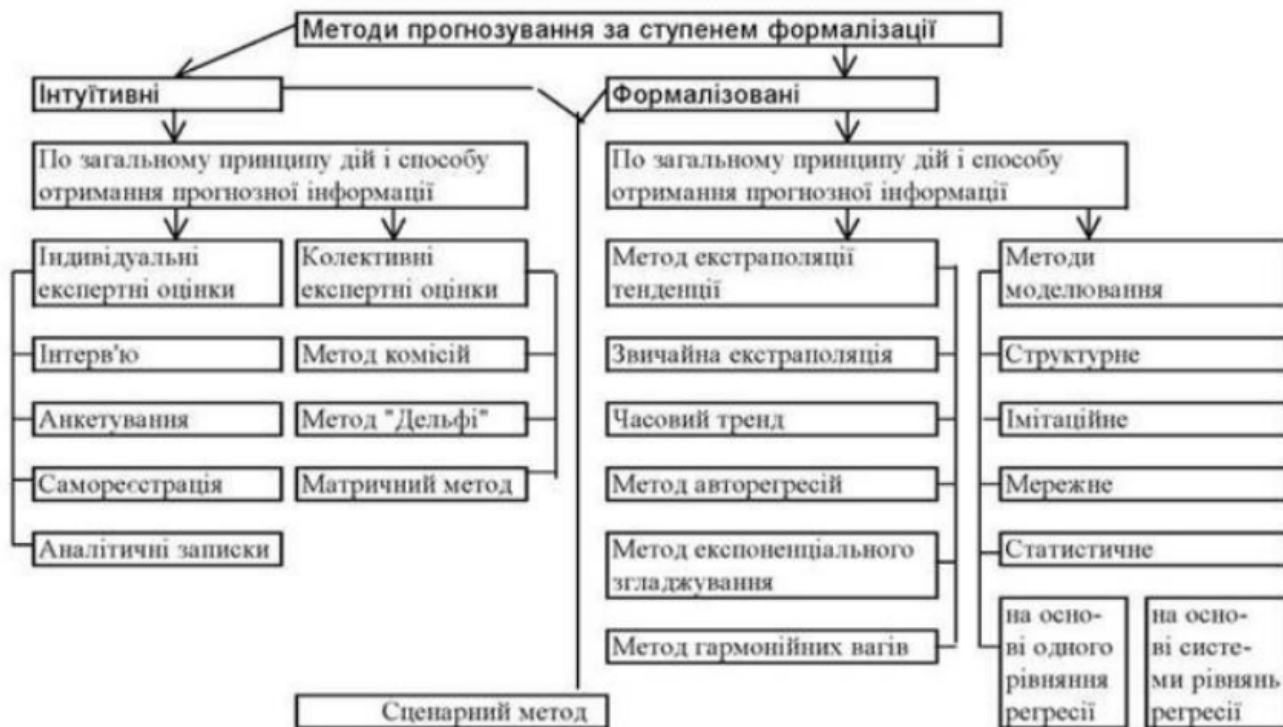 Методи прогнозування за ступенем формалізації
Інтуїтивні
Формалізовані
По загальному принципу дій і способу
отримання прогнозної інформації
По загальному принципу дій і способу
отримання прогнозної інформації
Індивідуальні
експертні оцінки
Колективні
експертні оцінки
Метод екстраполяції
тенденції
Методи
моделювання
Інтерв'ю
Метод комісій
Звичайна екстраполяція
Структурне
Анкетування
Метод "Дельфі"
Часовий тренд
Імітаційне
Самореєстрація
Матричний метод
Метод авторегресій
Мережне
Аналітичні записки
Метод експоненціального
згладжування
Статистичне
Метод гармонійних вагів
на осно-
ві одного
рівняння
регресії
на осно-
ві систе-
ми рівнянь
регресії
Сценарний метод